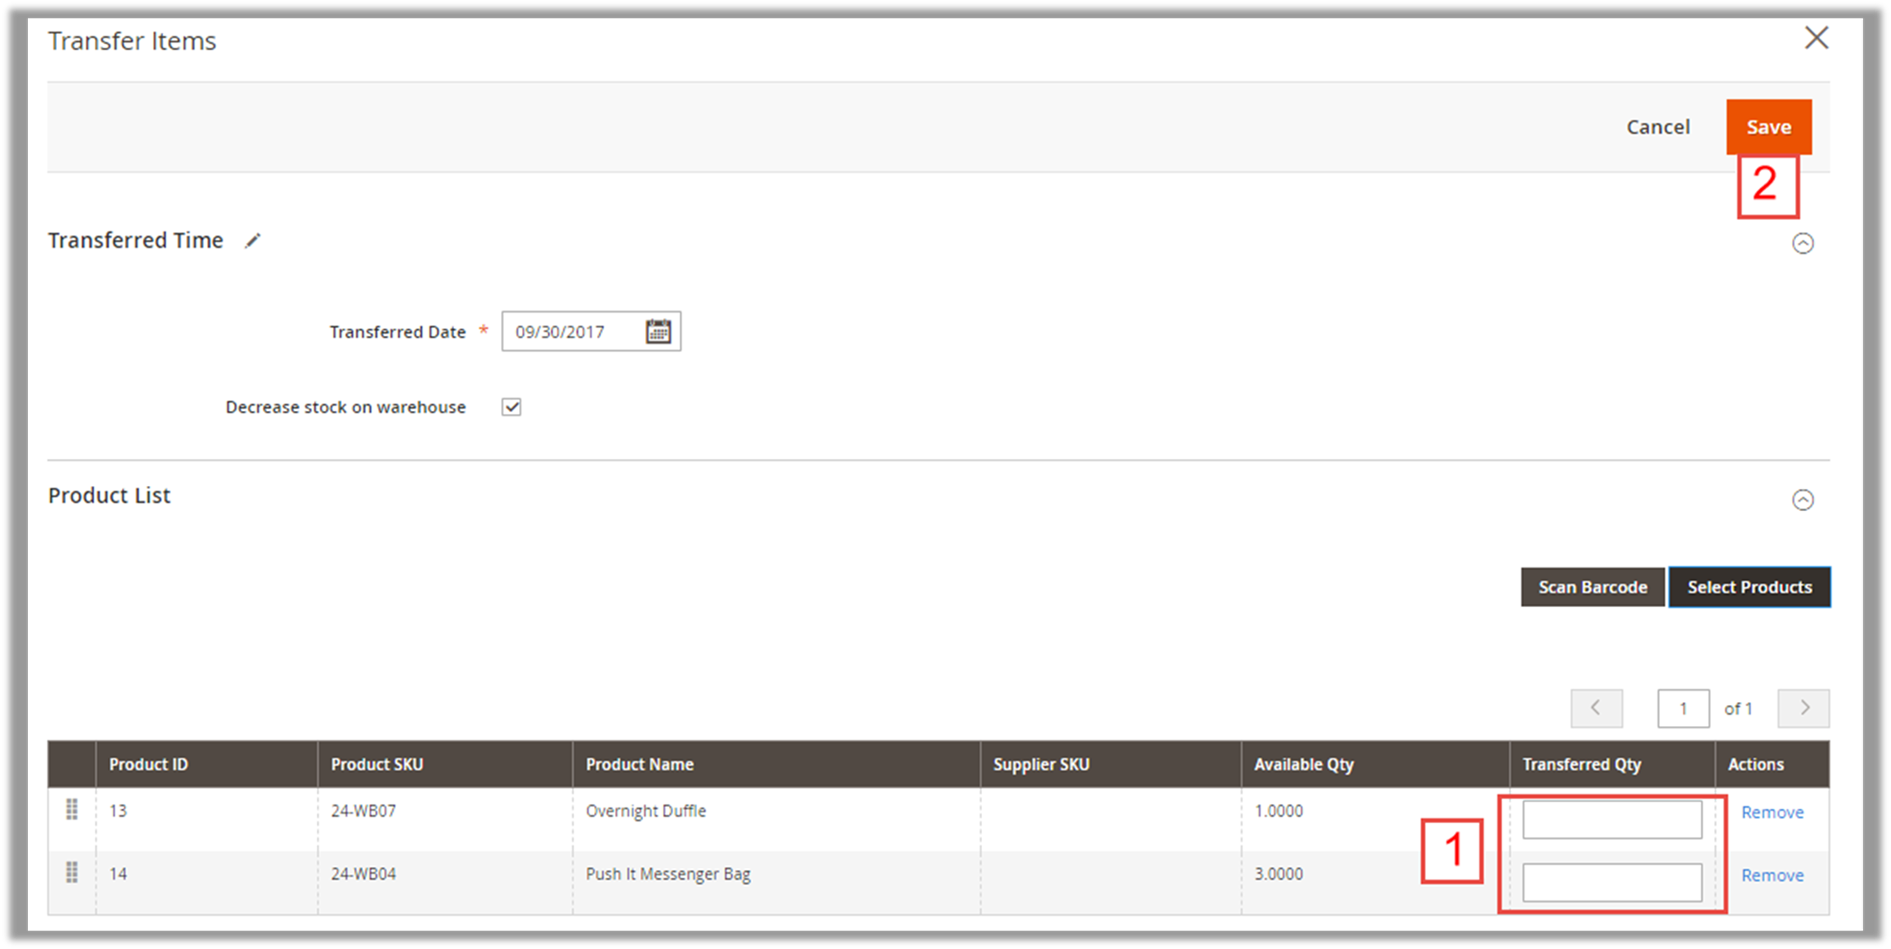 Transfer Items
Cancel Save
2
Transferred Time
Transferred Date * 09/30/2017
Decrease stock on warehouse
Product List
Scan Barcode Select Products
1 of 1
Product ID Product SKU Product Name Supplier SKU Available Qty Transferred Qty Actions
13 24-WB07 Overnight Duffle 1.0000 Remove
1
14 24-WB04 Push It Messenger Bag 3.0000 Remove